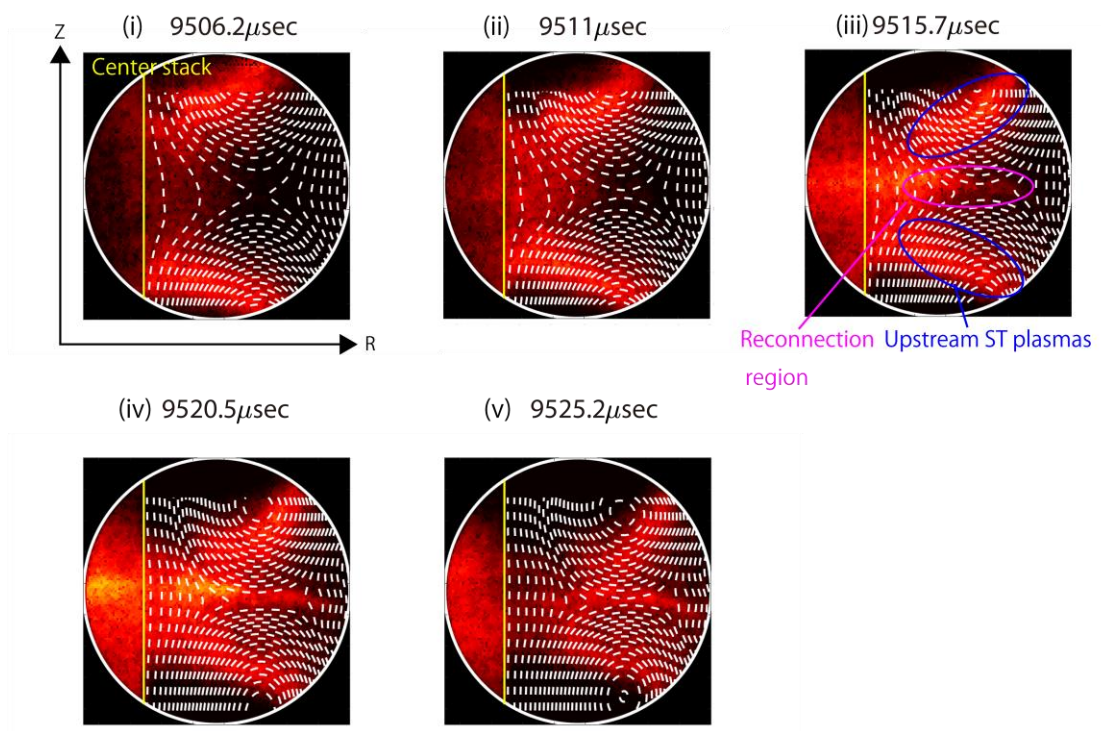 (i) 9506.2μsec
(ii) 9511μsec
(iii) 9515.7μsec
Z
Center stack
R
Reconnection
region
Upstream ST plasmas
(iv) 9520.5μsec
(v) 9525.2μsec